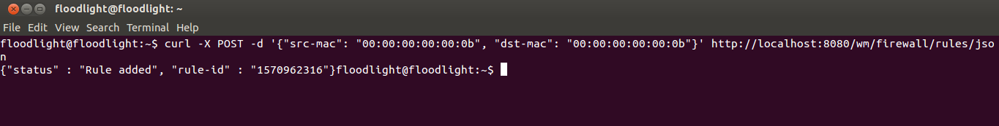 floodlight@floodlight: ~
File Edit View Search Terminal Help
floodlight@floodlight:~$ curl -X POST -d '{"src-mac": "00:00:00:00:00:0b", "dst-mac": "00:00:00:00:00:0b"}' http://localhost:8080/wm/firewall/rules/jso
n
{"status" : "Rule added", "rule-id" : "1570962316"}floodlight@floodlight:~$